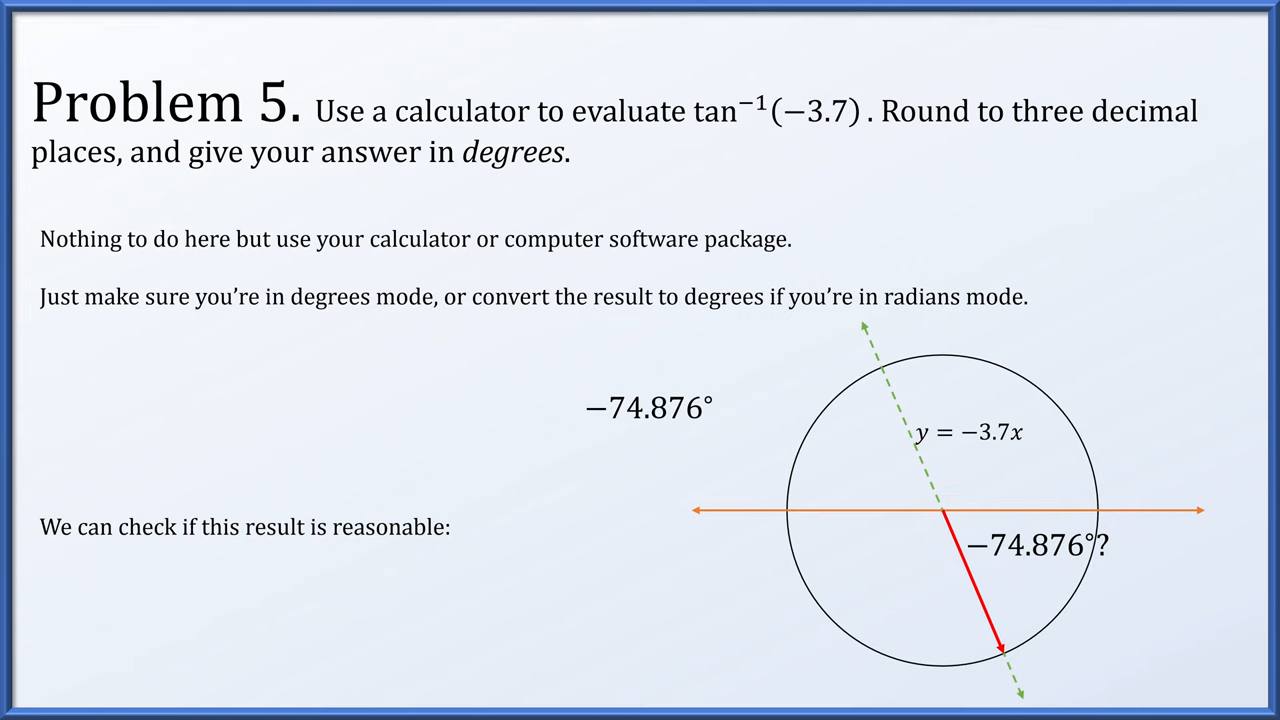 Problem 5. Use a calculator to evaluate tan⁻¹(−3.7) . Round to three decimal
places, and give your answer in degrees.
Nothing to do here but use your calculator or computer software package.
Just make sure you’re in degrees mode, or convert the result to degrees if you’re in radians mode.
−74.876°
y = −3.7x
We can check if this result is reasonable:
−74.876°?